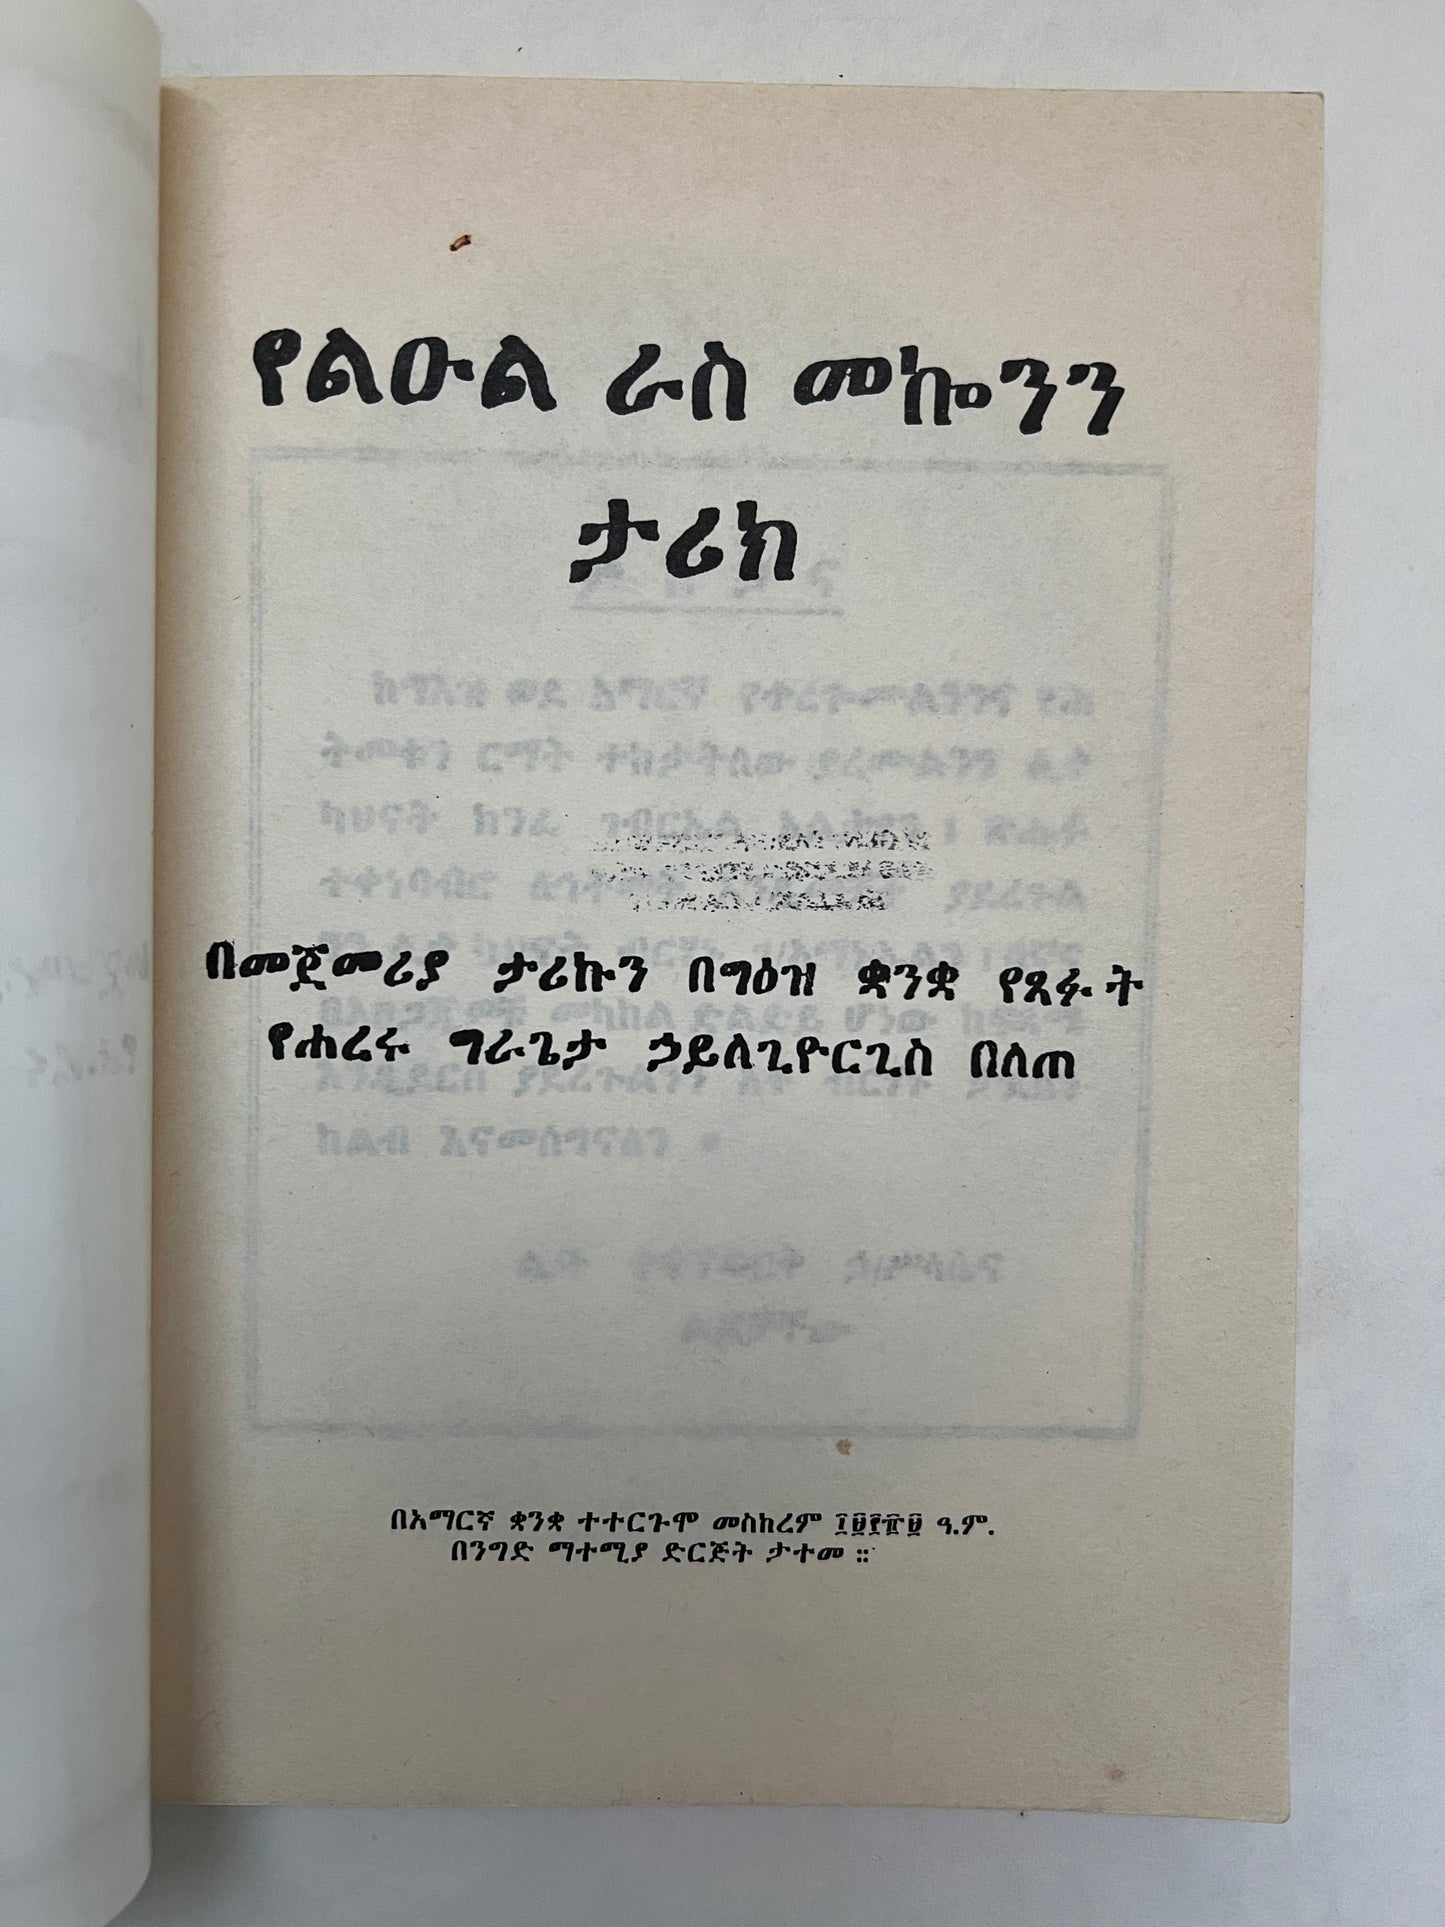 የልዑል ራስ መኰንን
ታሪክ
በመጀመሪያ ታሪኩን በግዕዝ ቋንቋ የጻፉት
የሐረሩ ግራጌታ ኃይለጊዮርጊስ በለጠ
በአማርኛ ቋንቋ ተተርጉሞ መስከረም ፲፱፻፹፱ ዓ.ም.
በንግድ ማተሚያ ድርጅት ታተመ ።